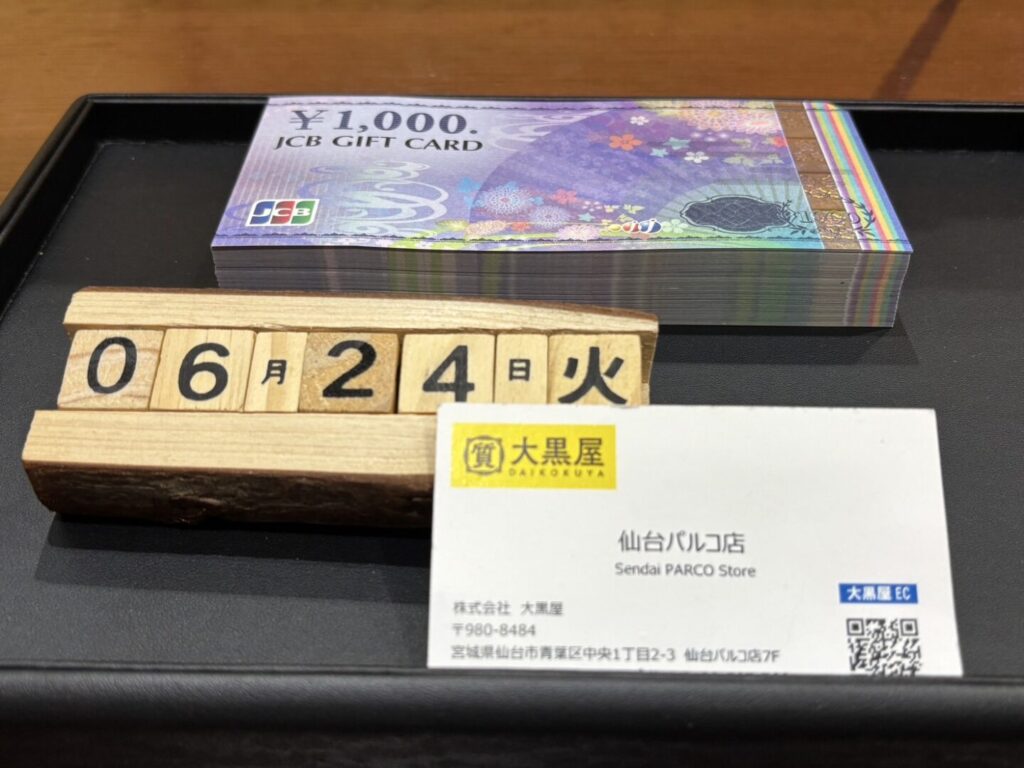 ¥1,000.
JCB GIFT CARD
JCB
06月24日火
質 大黒屋
DAIKOKUYA
仙台パルコ店
Sendai PARCO Store
大黒屋 EC
株式会社 大黒屋
〒980-8484
宮城県仙台市青葉区中央1丁目2-3 仙台パルコ店7F